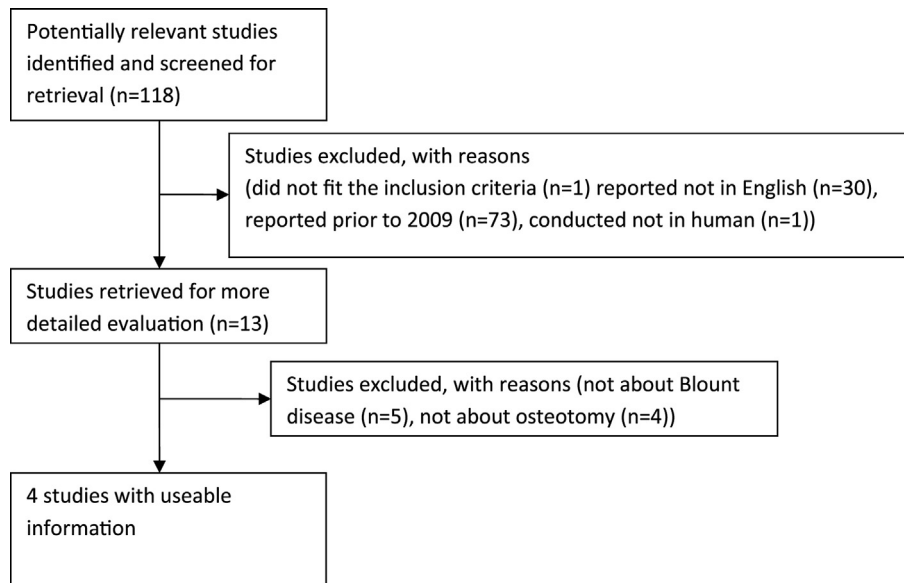 Potentially relevant studies
identified and screened for
retrieval (n=118)
Studies excluded, with reasons
(did not fit the inclusion criteria (n=1) reported not in English (n=30),
reported prior to 2009 (n=73), conducted not in human (n=1))
Studies retrieved for more
detailed evaluation (n=13)
Studies excluded, with reasons (not about Blount
disease (n=5), not about osteotomy (n=4))
4 studies with useable
information